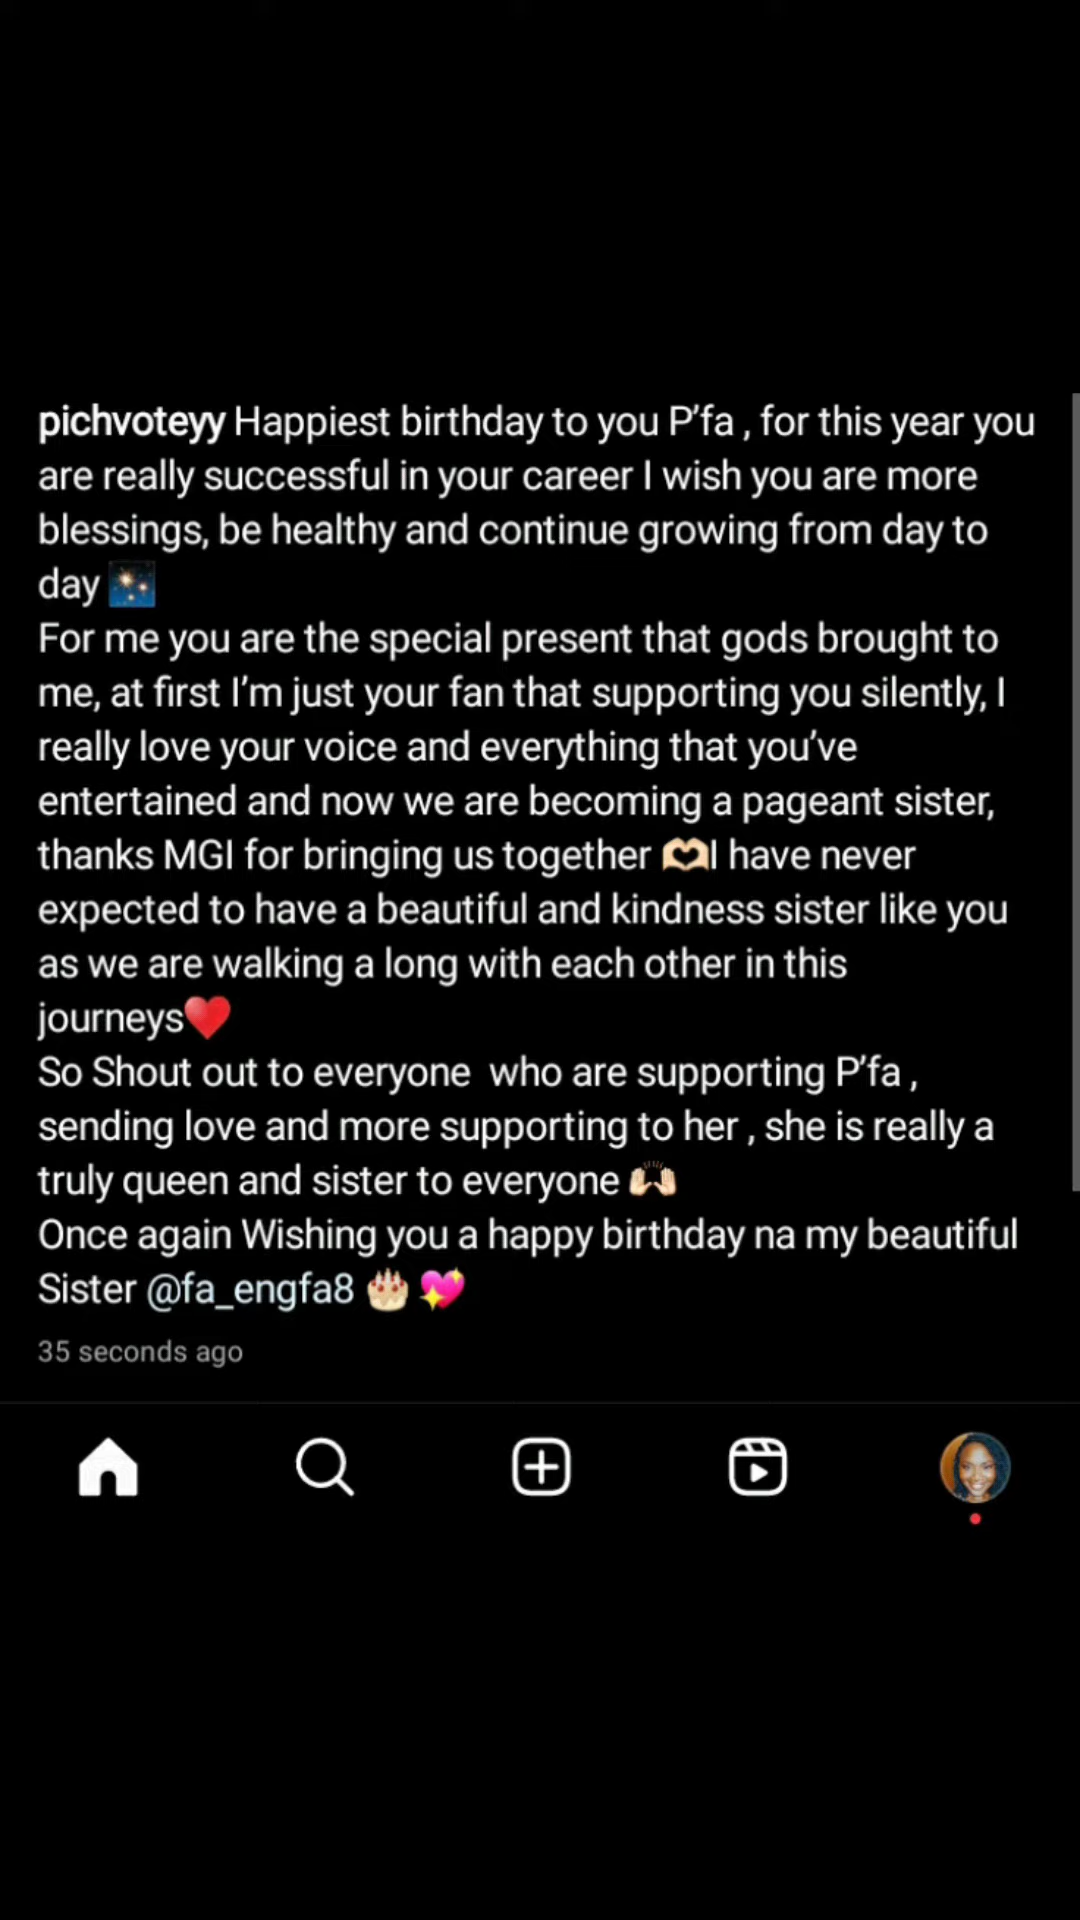 pichvoteyy Happiest birthday to you P’fa , for this year you
are really successful in your career I wish you are more
blessings, be healthy and continue growing from day to
day 🎇
For me you are the special present that gods brought to
me, at first I’m just your fan that supporting you silently, I
really love your voice and everything that you’ve
entertained and now we are becoming a pageant sister,
thanks MGI for bringing us together 🫶🏻I have never
expected to have a beautiful and kindness sister like you
as we are walking a long with each other in this
journeys♥️
So Shout out to everyone  who are supporting P’fa ,
sending love and more supporting to her , she is really a
truly queen and sister to everyone 🙌🏻
Once again Wishing you a happy birthday na my beautiful
Sister @fa_engfa8 🎂 💖
35 seconds ago